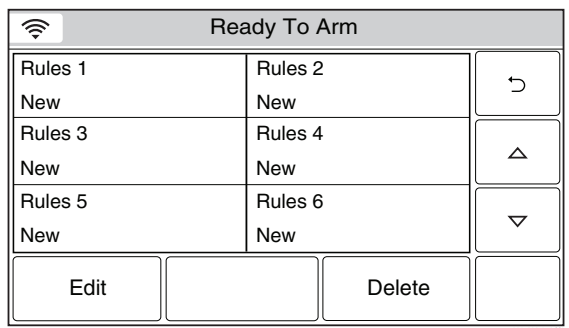 Ready To Arm
Rules 1
New
Rules 2
New
Rules 3
New
Rules 4
New
Rules 5
New
Rules 6
New
Edit
Delete